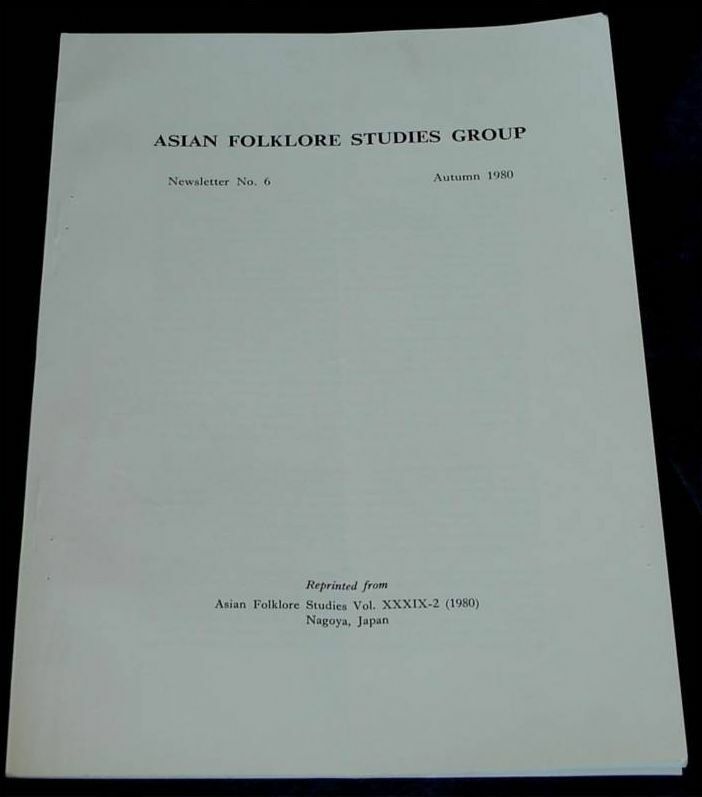 ASIAN FOLKLORE STUDIES GROUP
Newsletter No. 6 Autumn 1980
Reprinted from
Asian Folklore Studies Vol. XXXIX-2 (1980)
Nagoya, Japan